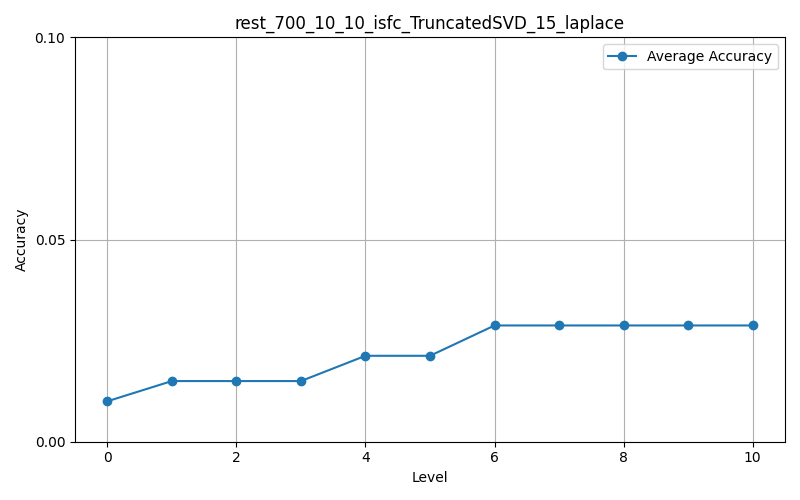 rest_700_10_10_isfc_TruncatedSVD_15_laplace
Average Accuracy
0.10
0.05
0.00
Accuracy
0 2 4 6 8 10
Level